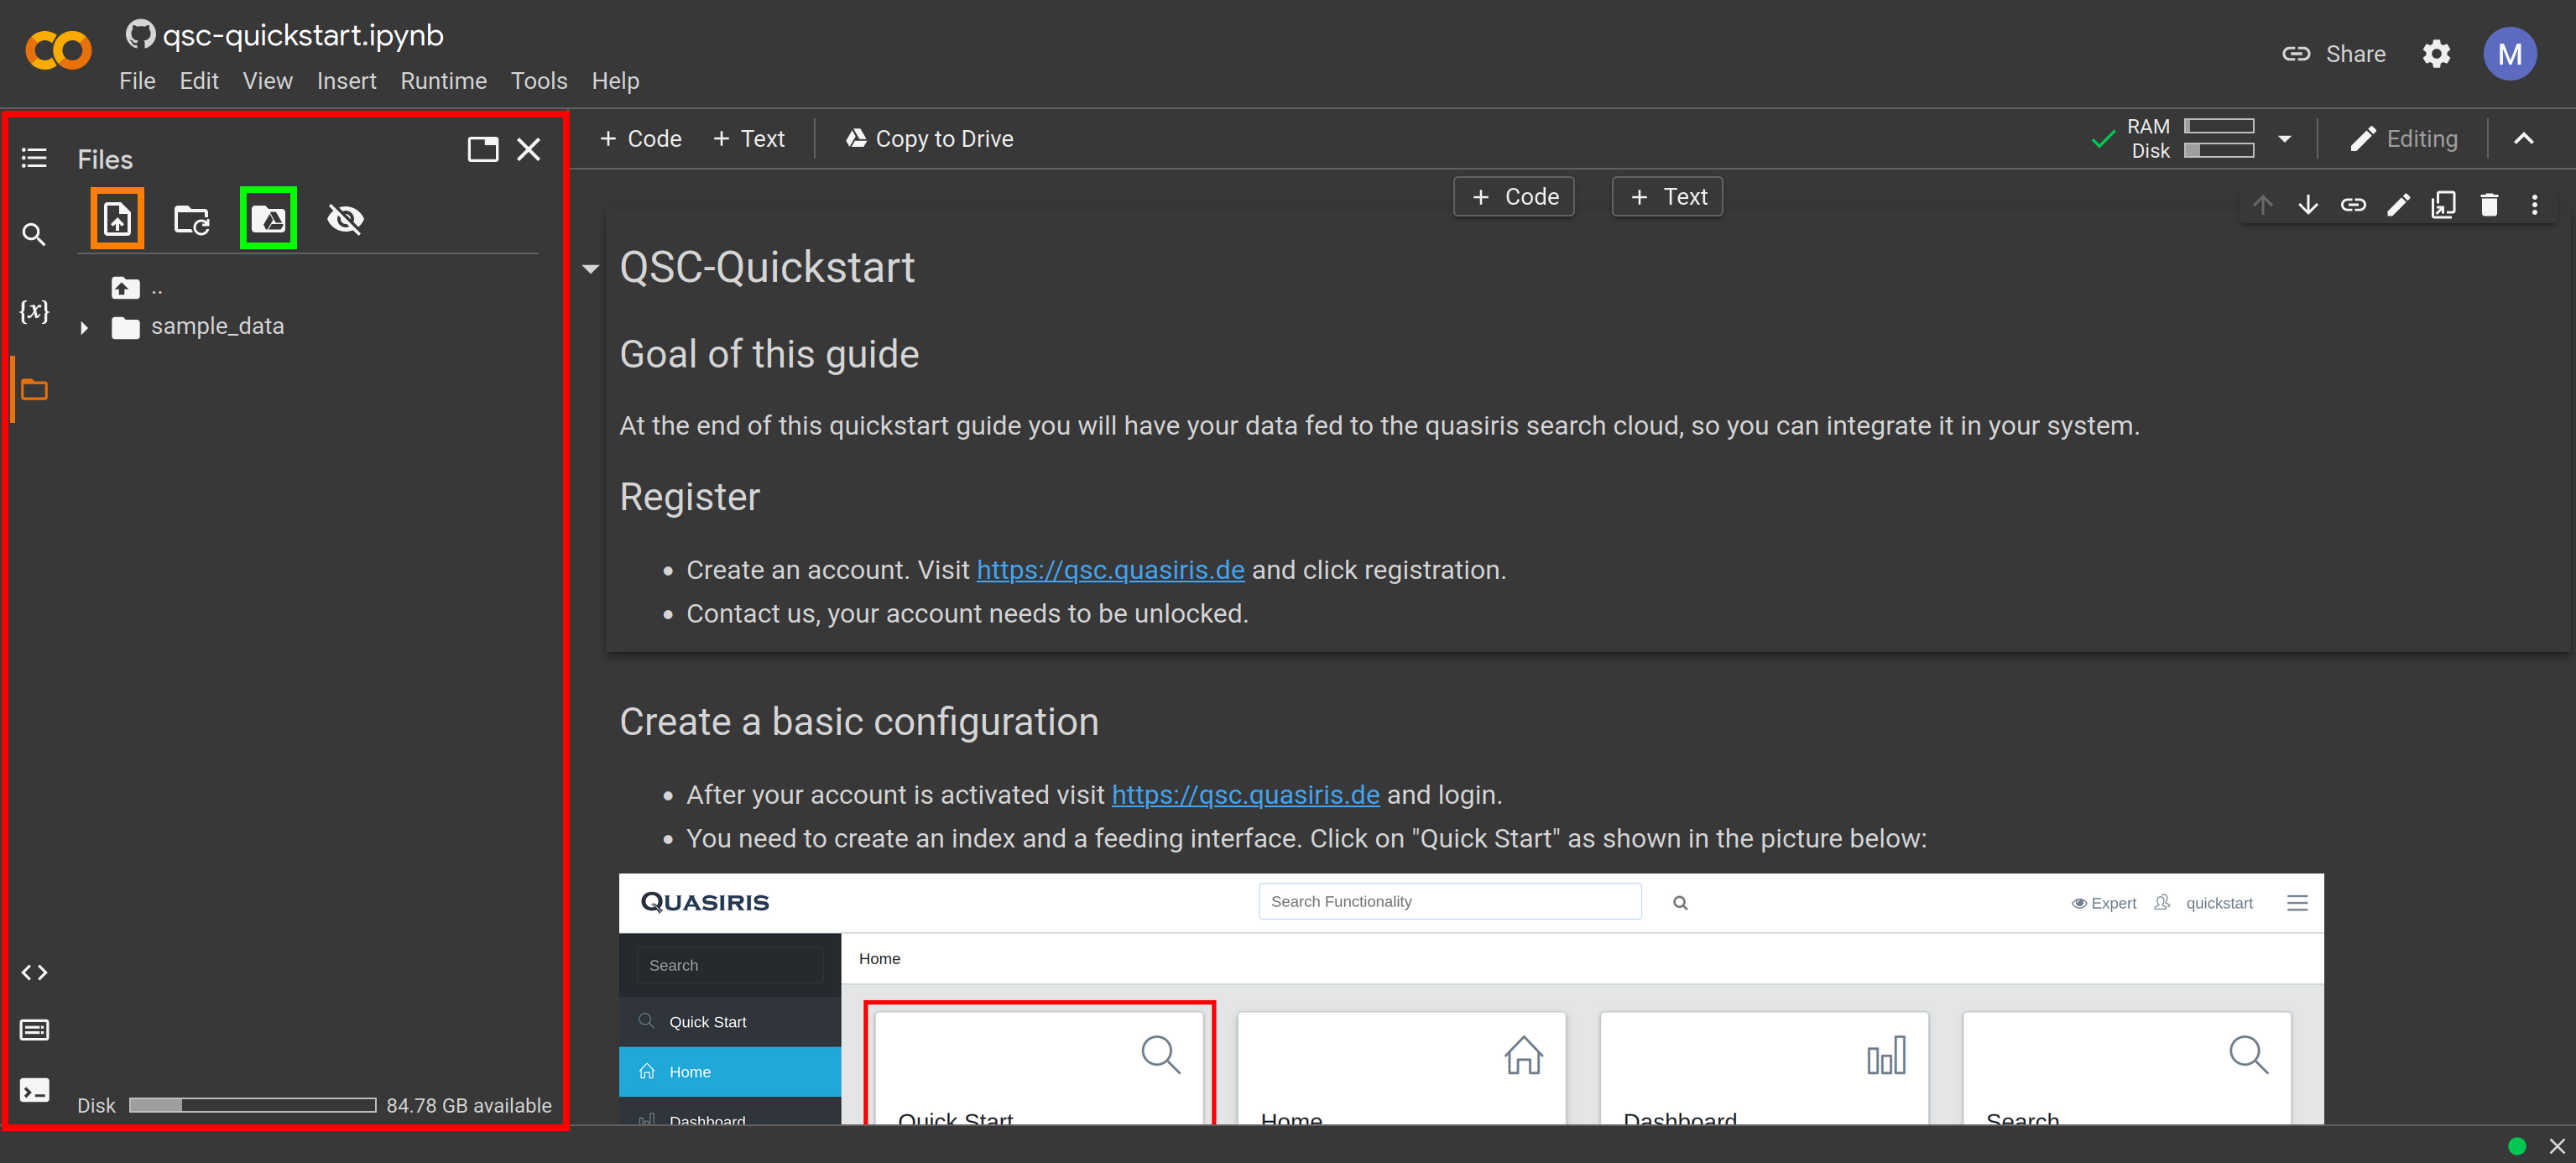 qsc-quickstart.ipynb
File Edit View Insert Runtime Tools Help
Share
M
Files
..
sample_data
{x}
Disk 84.78 GB available
+ Code + Text Copy to Drive
RAM
Disk
Editing
+ Code + Text
QSC-Quickstart
Goal of this guide
At the end of this quickstart guide you will have your data fed to the quasiris search cloud, so you can integrate it in your system.
Register
• Create an account. Visit https://qsc.quasiris.de and click registration.
• Contact us, your account needs to be unlocked.
Create a basic configuration
• After your account is activated visit https://qsc.quasiris.de and login.
• You need to create an index and a feeding interface. Click on "Quick Start" as shown in the picture below:
QUASIRIS
Search Functionality
Expert quickstart
Search
Home
Quick Start
Home
Dashboard
Quick Start
Home
Dashboard
Search